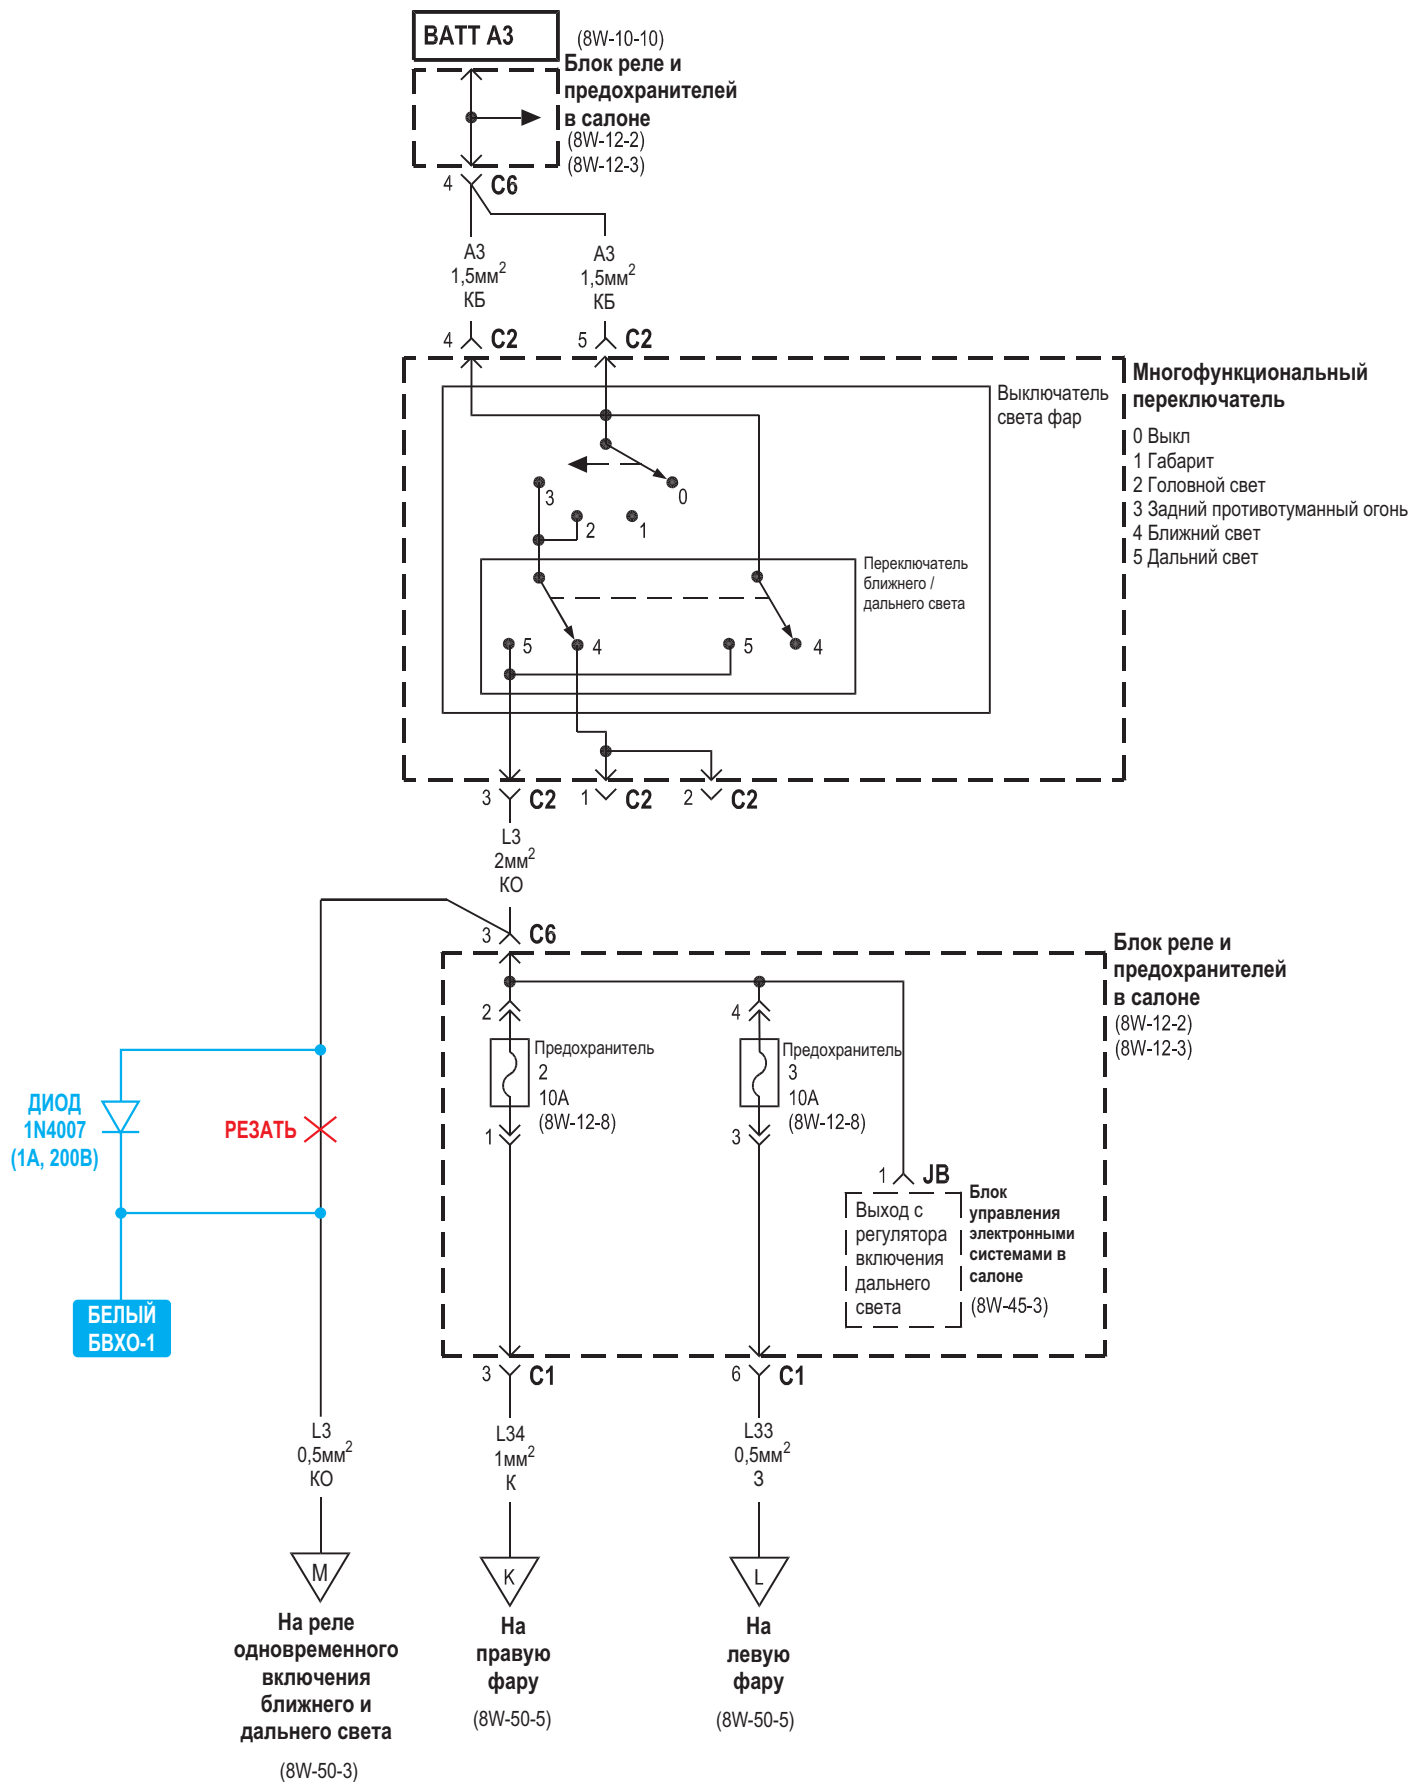 BATT A3
(8W-10-10)
Блок реле и
предохранителей
в салоне
(8W-12-2)
(8W-12-3)
4
C6
A3
1,5мм²
КБ
A3
1,5мм²
КБ
4
C2
5
C2
Выключатель
света фар
Многофункциональный
переключатель
0 Выкл
1 Габарит
2 Головной свет
3 Задний противотуманный огонь
4 Ближний свет
5 Дальний свет
3
0
2
1
Переключатель
ближнего /
дальнего света
5
4
5
4
3
C2
1
C2
2
C2
L3
2мм²
КО
3
C6
Блок реле и
предохранителей
в салоне
(8W-12-2)
(8W-12-3)
2
Предохранитель
2
10А
(8W-12-8)
1
4
Предохранитель
3
10А
(8W-12-8)
3
ДИОД
1N4007
(1А, 200В)
РЕЗАТЬ
БЕЛЫЙ
БВХО-1
1
JB
Выход с
регулятора
включения
дальнего
света
Блок
управления
электронными
системами в
салоне
(8W-45-3)
3
C1
6
C1
L3
0,5мм²
КО
L34
1мм²
К
L33
0,5мм²
З
M
K
L
На реле
одновременного
включения
ближнего и
дальнего света
(8W-50-3)
На
правую
фару
(8W-50-5)
На
левую
фару
(8W-50-5)